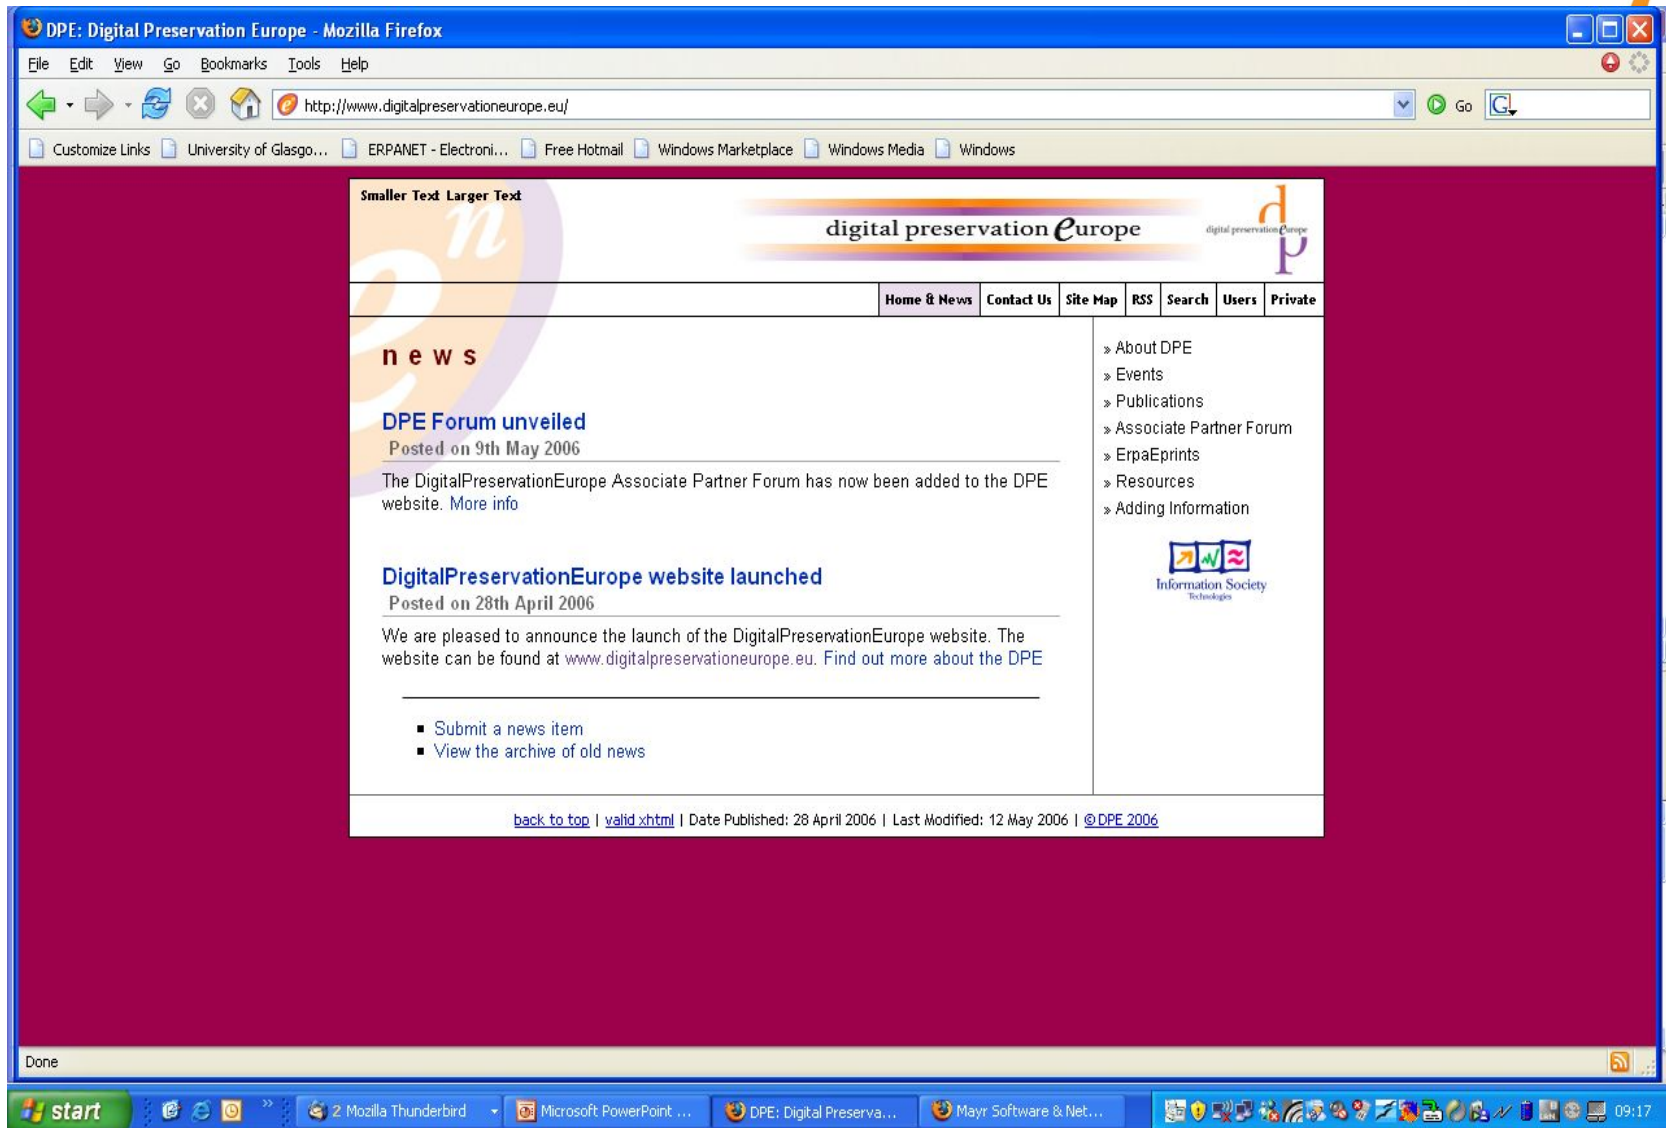 DPE: Digital Preservation Europe - Mozilla Firefox
File Edit View Go Bookmarks Tools Help
http://www.digitalpreservationeurope.eu/ Go
Customize Links University of Glasgo... ERPANET - Electroni... Free Hotmail Windows Marketplace Windows Media Windows
Smaller Text Larger Text
en
digital preservation europe
d
digital preservation europe
p
Home & News Contact Us Site Map RSS Search Users Private
news
DPE Forum unveiled
Posted on 9th May 2006
The DigitalPreservationEurope Associate Partner Forum has now been added to the DPE
website. More info
DigitalPreservationEurope website launched
Posted on 28th April 2006
We are pleased to announce the launch of the DigitalPreservationEurope website. The
website can be found at www.digitalpreservationeurope.eu. Find out more about the DPE
Submit a news item
View the archive of old news
» About DPE
» Events
» Publications
» Associate Partner Forum
» ErpaEprints
» Resources
» Adding Information
Information Society
Technologies
back to top | valid xhtml | Date Published: 28 April 2006 | Last Modified: 12 May 2006 | © DPE 2006
Done
start 2 Mozilla Thunderbird Microsoft PowerPoint ... DPE: Digital Preserva... Mayr Software & Net... 09:17